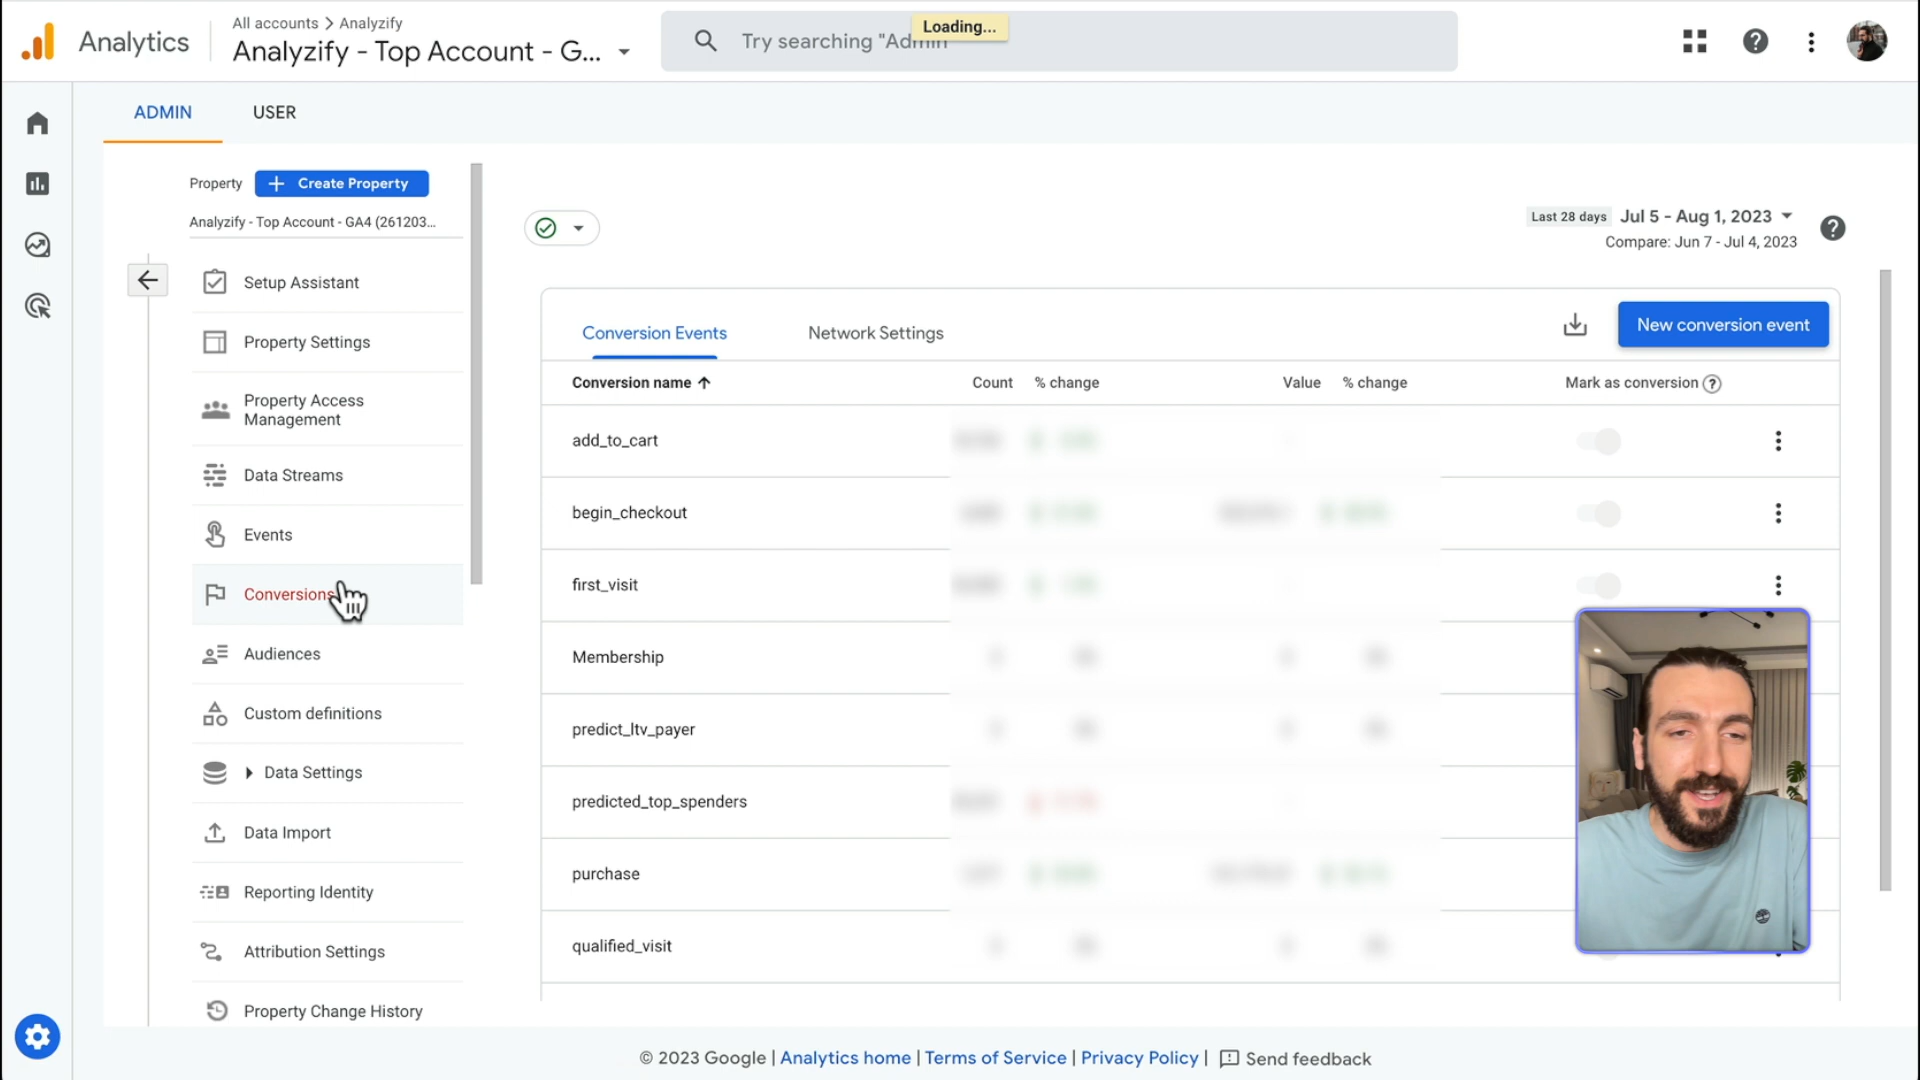 Analytics
All accounts > Analyzify
Analyzify - Top Account - G...
Try searching "Admin
Loading...
ADMIN
USER
Property
Create Property
Analyzify - Top Account - GA4 (261203...
Setup Assistant
Property Settings
Property Access
Management
Data Streams
Events
Conversions
Audiences
Custom definitions
Data Settings
Data Import
Reporting Identity
Attribution Settings
Property Change History
Last 28 days
Jul 5 - Aug 1, 2023
Compare: Jun 7 - Jul 4, 2023
Conversion Events
Network Settings
New conversion event
Conversion name
Count
% change
Value
% change
Mark as conversion
add_to_cart
begin_checkout
first_visit
Membership
predict_ltv_payer
predicted_top_spenders
purchase
qualified_visit
© 2023 Google | Analytics home | Terms of Service | Privacy Policy | Send feedback